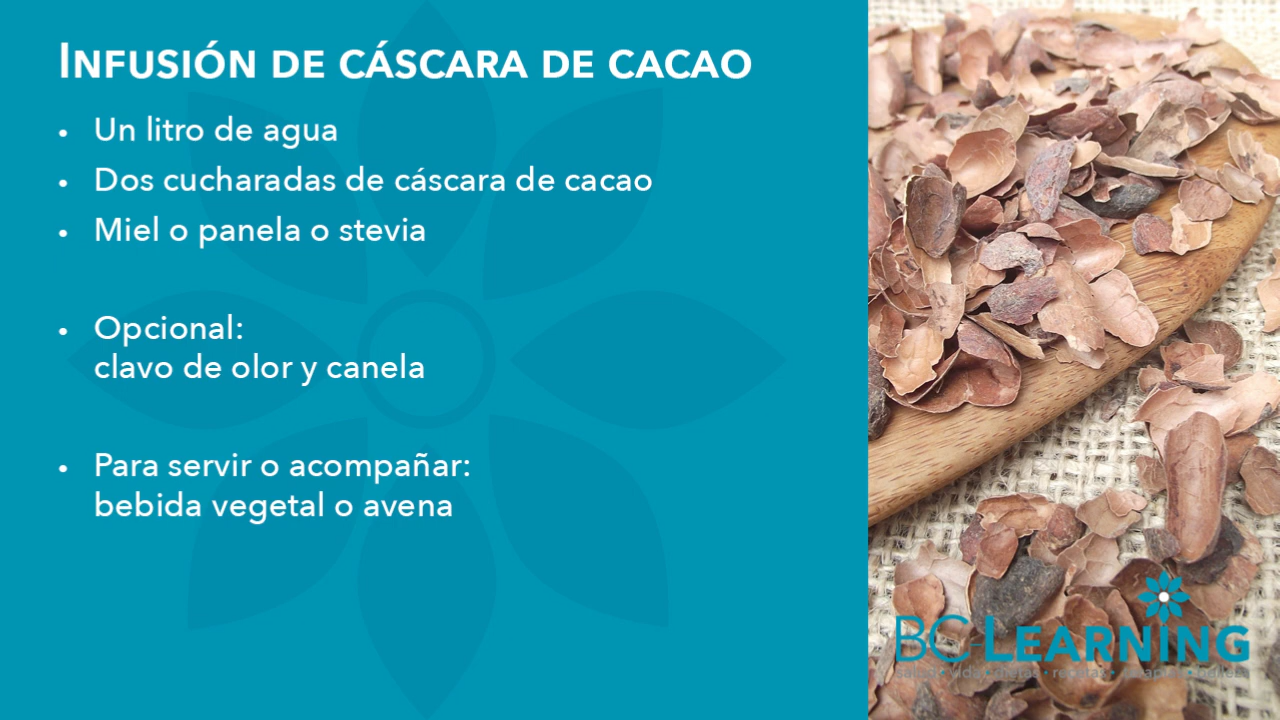 INFUSIÓN DE CÁSCARA DE CACAO
• Un litro de agua
• Dos cucharadas de cáscara de cacao
• Miel o panela o stevia
• Opcional:
clavo de olor y canela
• Para servir o acompañar:
bebida vegetal o avena
BC-LEARNING